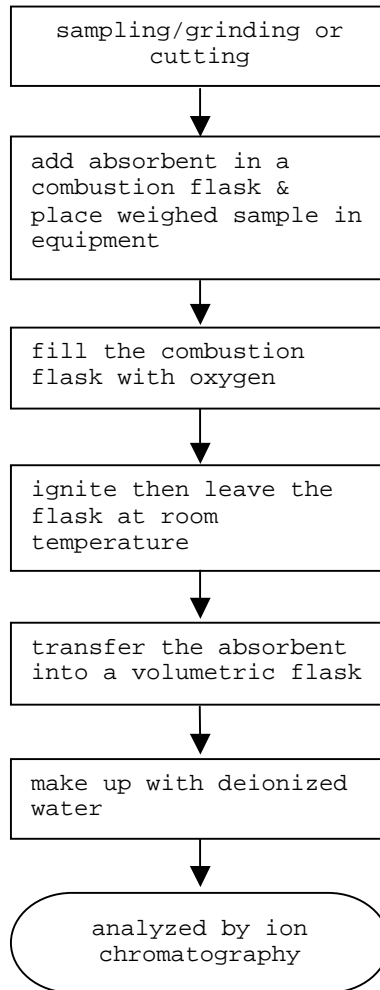 sampling/grinding or
cutting
add absorbent in a
combustion flask &
place weighed sample in
equipment
fill the combustion
flask with oxygen
ignite then leave the
flask at room
temperature
transfer the absorbent
into a volumetric flask
make up with deionized
water
analyzed by ion
chromatography